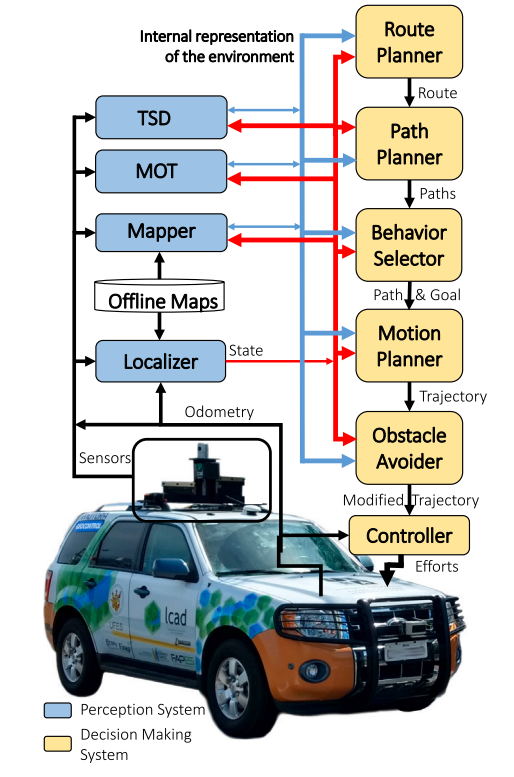 Internal representation
of the environment
Route
Planner
Route
TSD
Path
Planner
MOT
Paths
Mapper
Behavior
Selector
Offline Maps
Path & Goal
Localizer
State
Motion
Planner
Trajectory
Odometry
Obstacle
Avoider
Sensors
Modified Trajectory
Controller
Efforts
lcad
UFES
Perception System
Decision Making
System